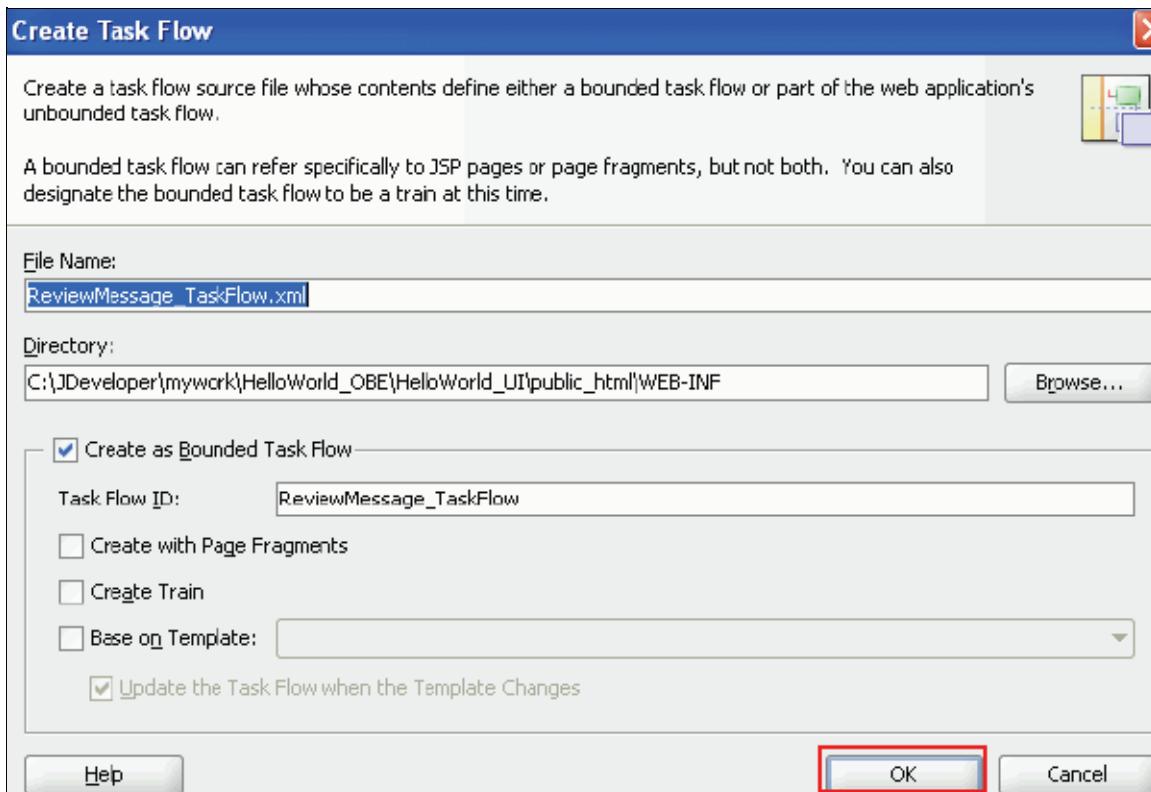 Create Task Flow
Create a task flow source file whose contents define either a bounded task flow or part of the web application's
unbounded task flow.
A bounded task flow can refer specifically to JSP pages or page fragments, but not both. You can also
designate the bounded task flow to be a train at this time.
File Name:
ReviewMessage_TaskFlow.xml
Directory:
C:\JDeveloper\mywork\HelloWorld_OBE\HelloWorld_UI\public_html\WEB-INF
Browse...
Create as Bounded Task Flow
Task Flow ID:
ReviewMessage_TaskFlow
Create with Page Fragments
Create Train
Base on Template:
Update the Task Flow when the Template Changes
Help
OK
Cancel